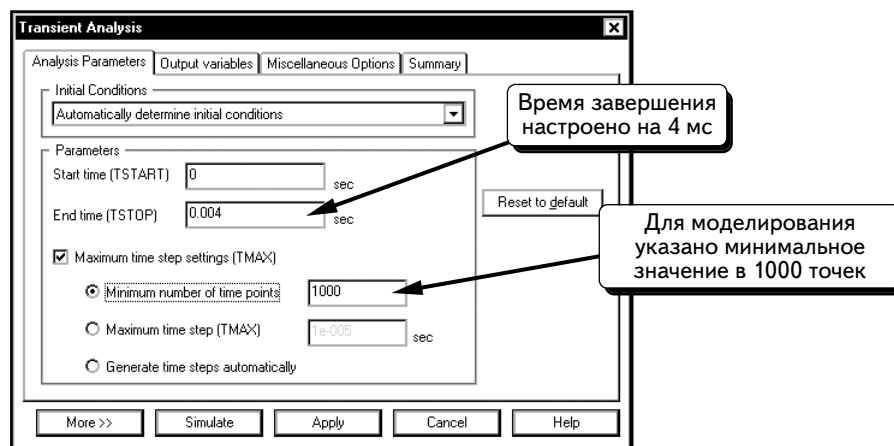 Transient Analysis
Analysis Parameters Output variables Miscellaneous Options Summary
Initial Conditions
Automatically determine initial conditions
Время завершения
настроено на 4 мс
Parameters
Start time (TSTART) 0 sec
End time (TSTOP) 0.004 sec
Reset to default
Для моделирования
указано минимальное
значение в 1000 точек
Maximum time step settings (TMAX)
Minimum number of time points 1000
Maximum time step (TMAX) 1e-005 sec
Generate time steps automatically
More >> Simulate Apply Cancel Help